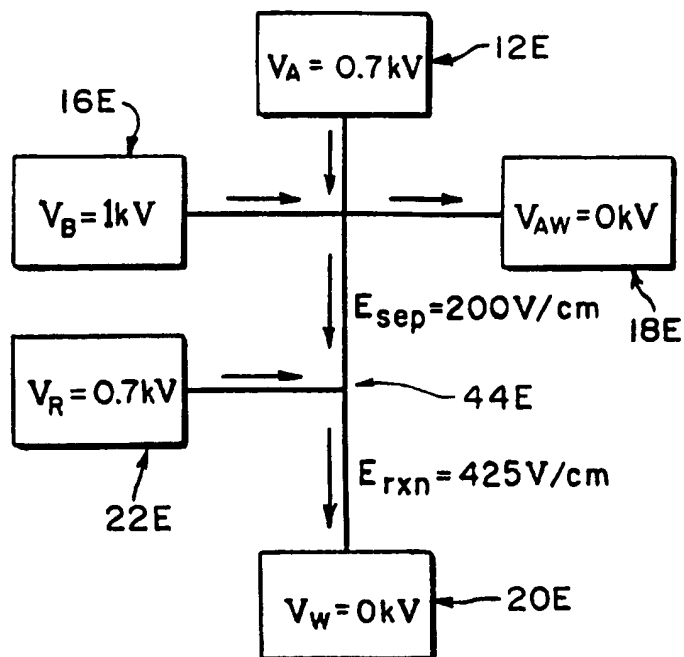 12E
V_A = 0.7kV
16E
V_B = 1kV
V_AW = 0kV
18E
E_sep = 200V/cm
V_R = 0.7kV
44E
22E
E_rxn = 425V/cm
V_W = 0kV
20E